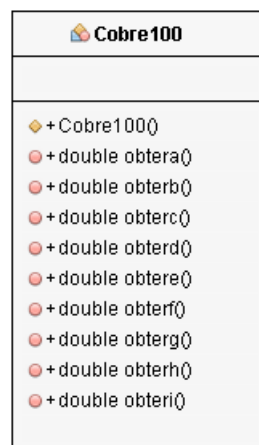 Cobre100
+ Cobre100()
+ double obtera()
+ double obterb()
+ double obterc()
+ double obterd()
+ double obtere()
+ double obterf()
+ double obterg()
+ double obterh()
+ double obteri()